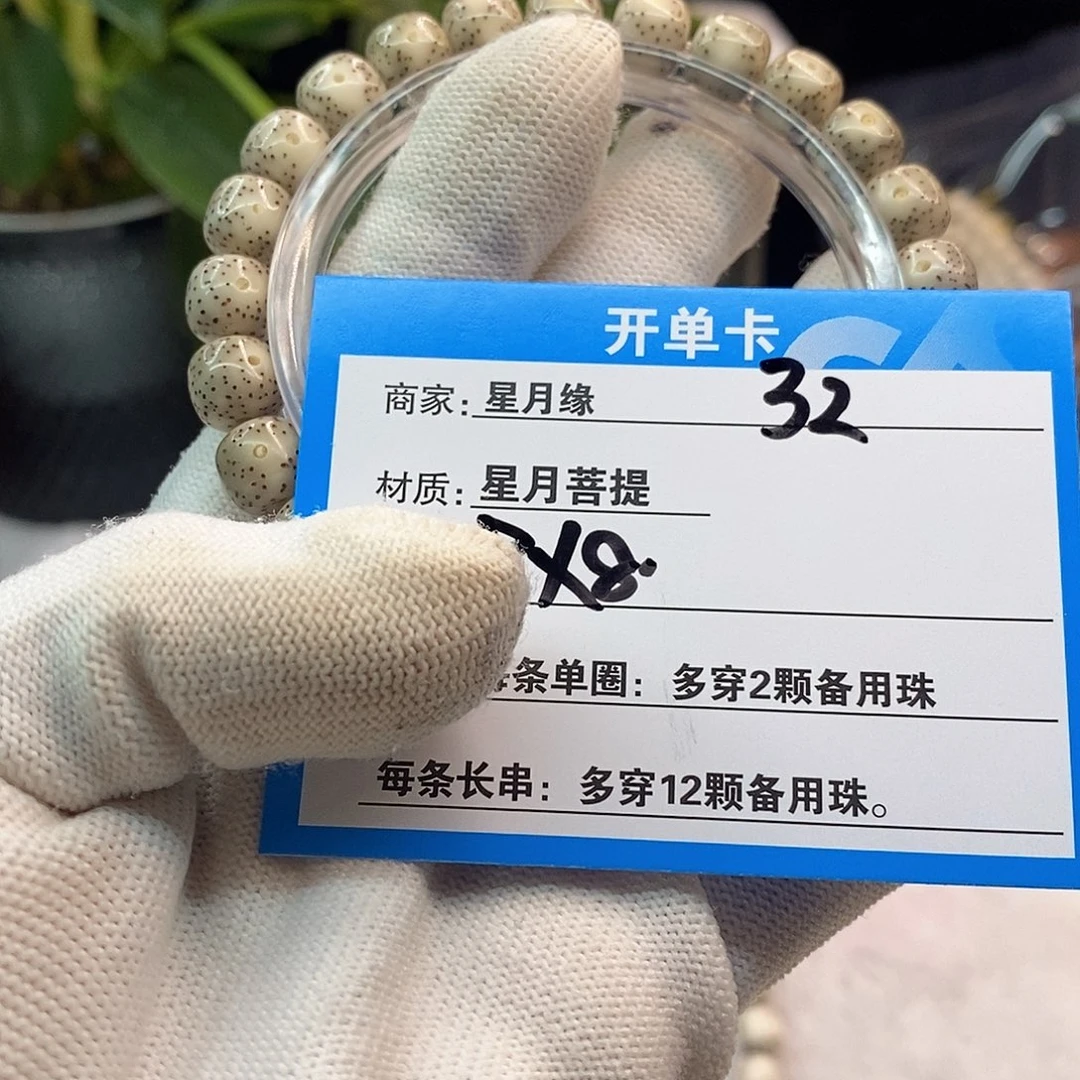 开单卡
商家：星月缘 32
材质：星月菩提
条单圈：多穿2颗备用珠
每条长串：多穿12颗备用珠。